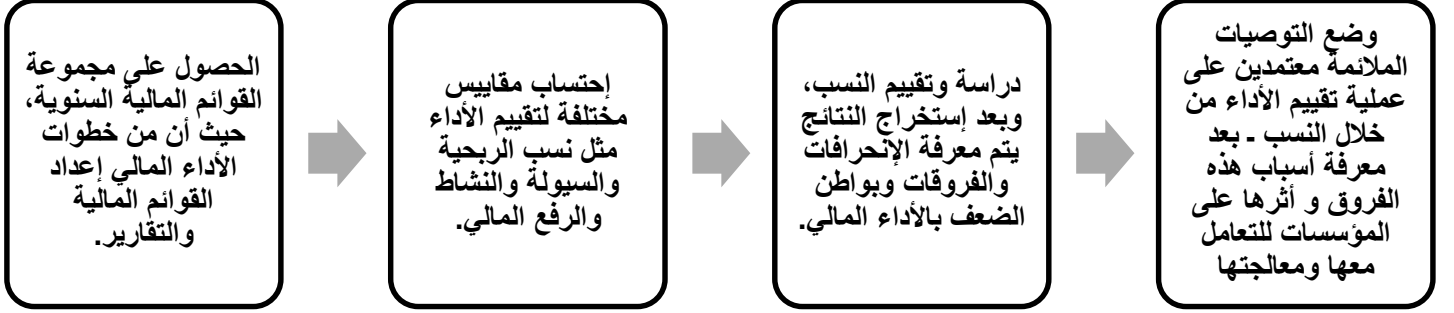 الحصول على مجموعة
القوائم المالية السنوية،
حيث أن من خطوات
الأداء المالي إعداد
القوائم المالية
والتقارير.
إحتساب مقاييس
مختلفة لتقييم الأداء
مثل نسب الربحية
والسيولة والنشاط
والرفع المالي.
دراسة وتقييم النسب،
وبعد إستخراج النتائج
يتم معرفة الإنحرافات
والفروقات وبواطن
الضعف بالأداء المالي.
وضع التوصيات
الملائمة معتمدين على
عملية تقييم الأداء من
خلال النسب ـ بعد
معرفة أسباب هذه
الفروق و أثرها على
المؤسسات للتعامل
معها ومعالجتها